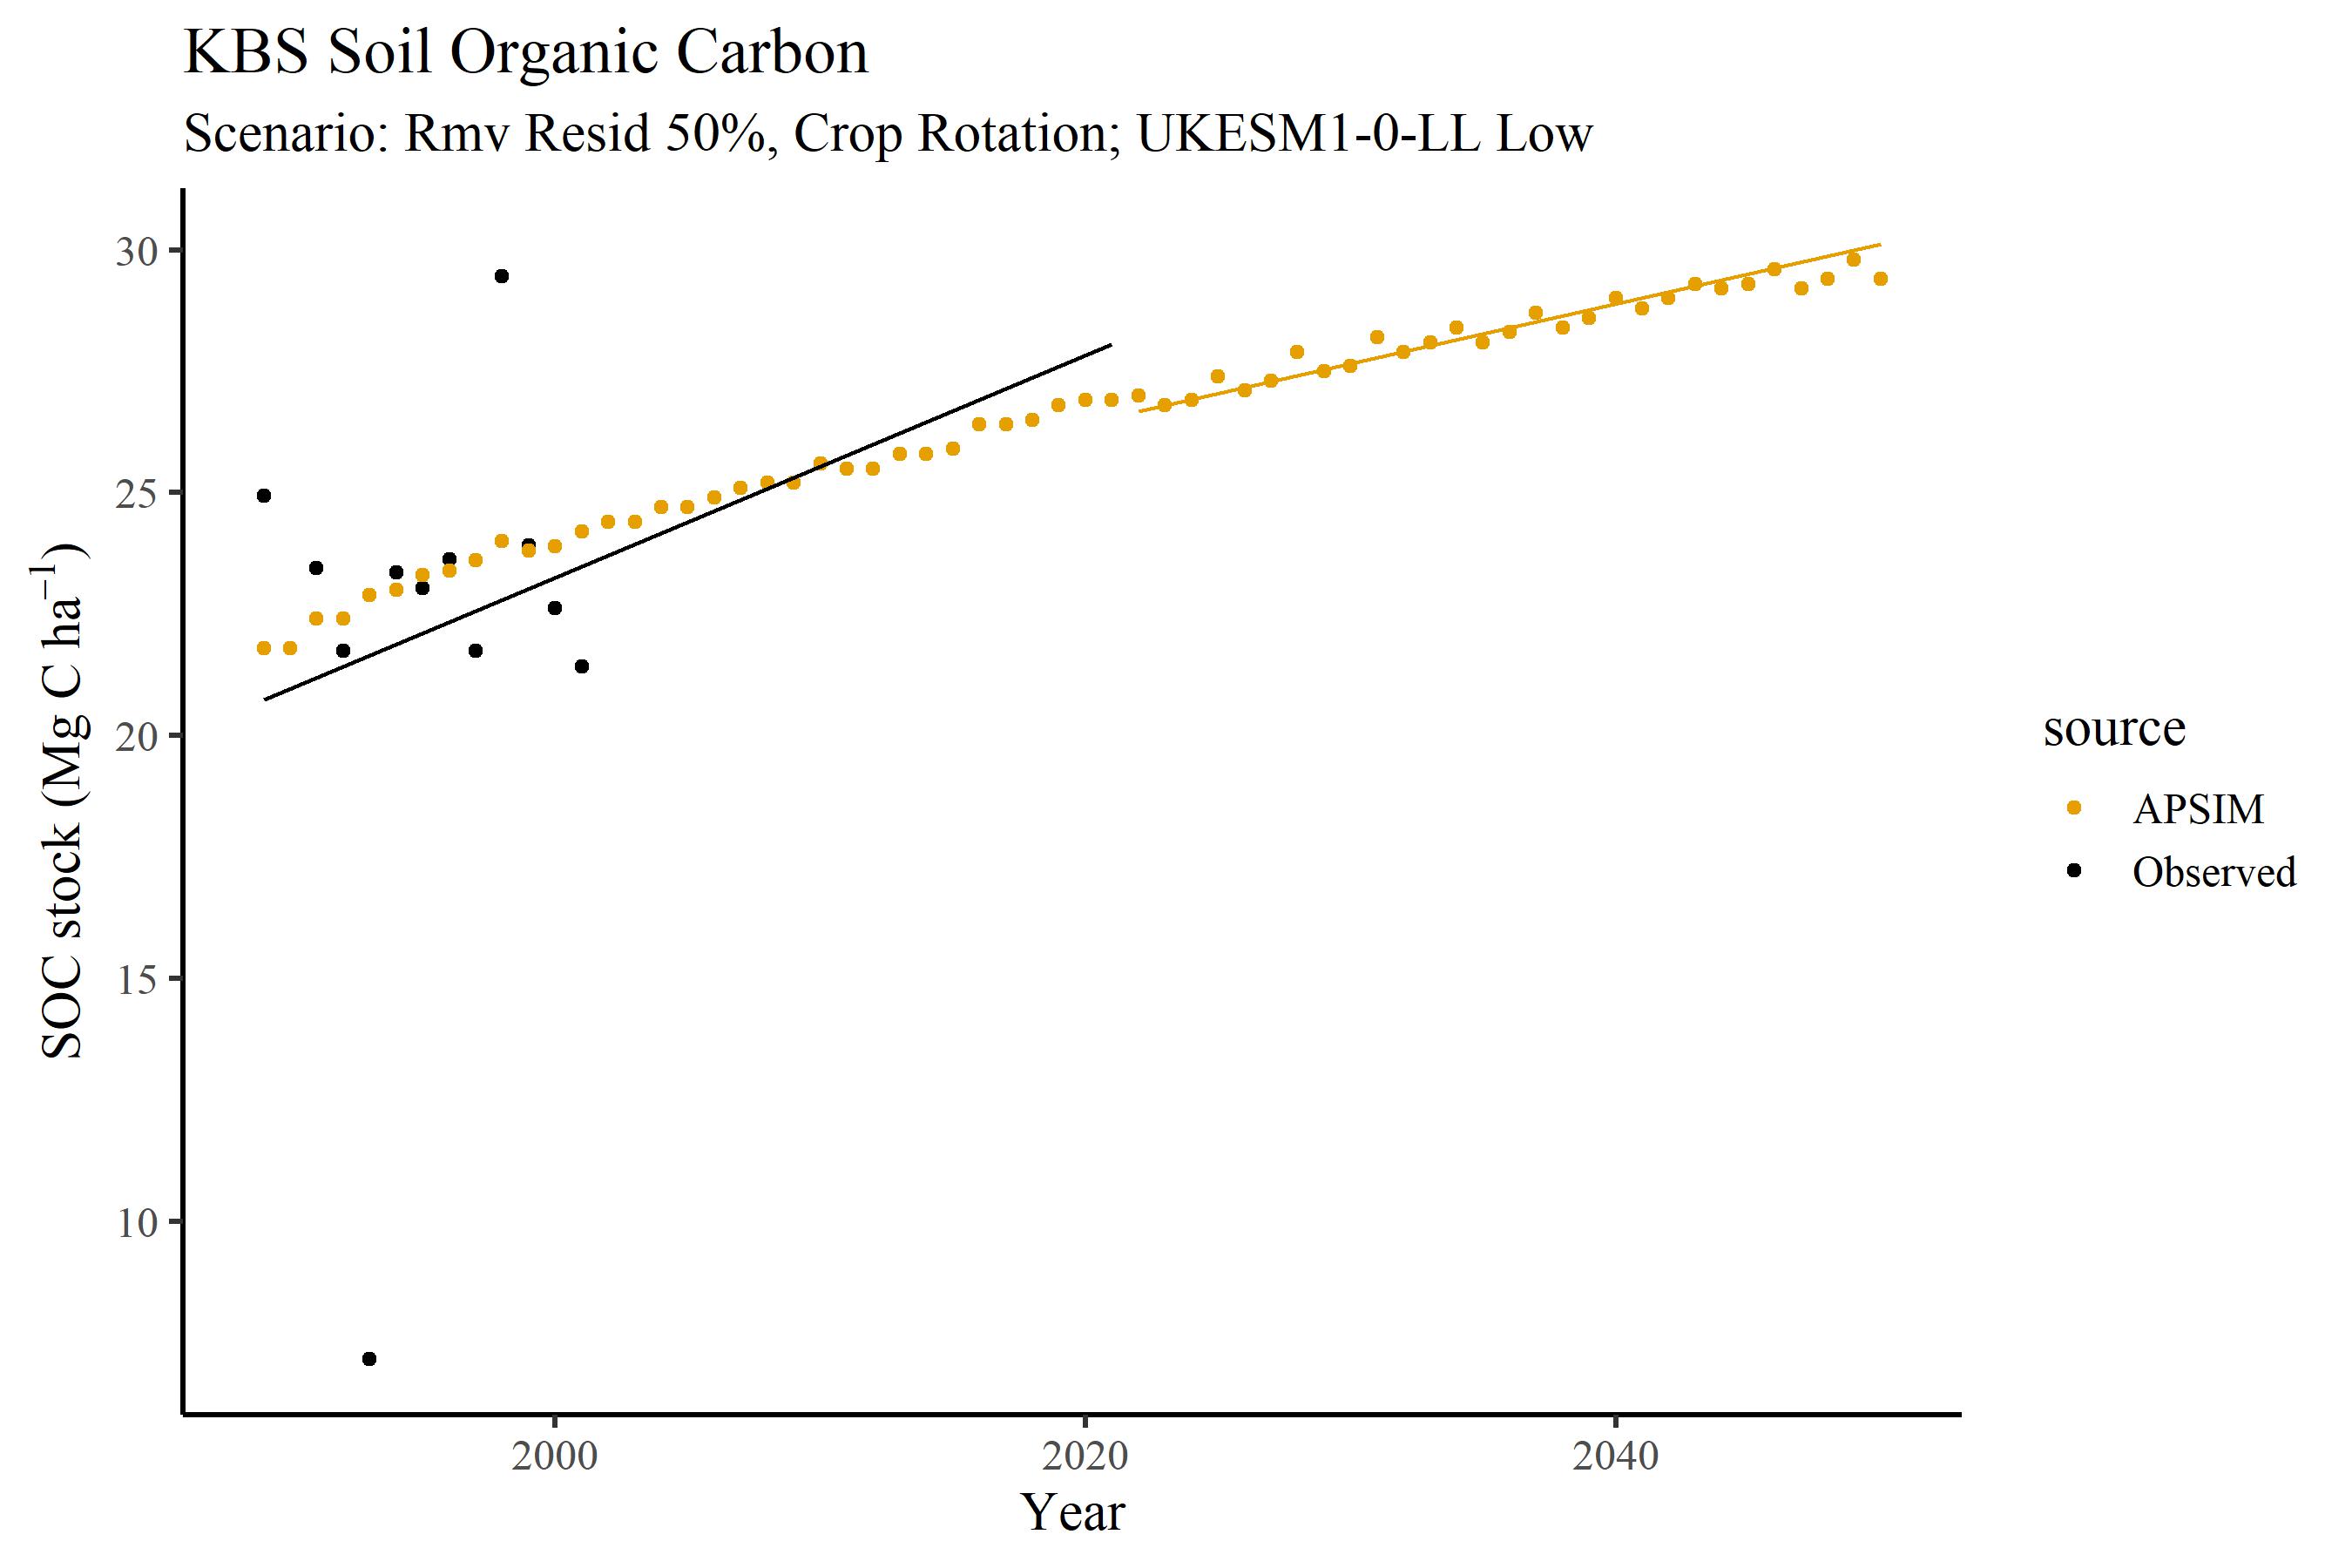 KBS Soil Organic Carbon
Scenario: Rmv Resid 50%, Crop Rotation; UKESM1-0-LL Low
SOC stock (Mg C ha⁻¹)
30
25
20
15
10
2000
2020
2040
Year
source
APSIM
Observed